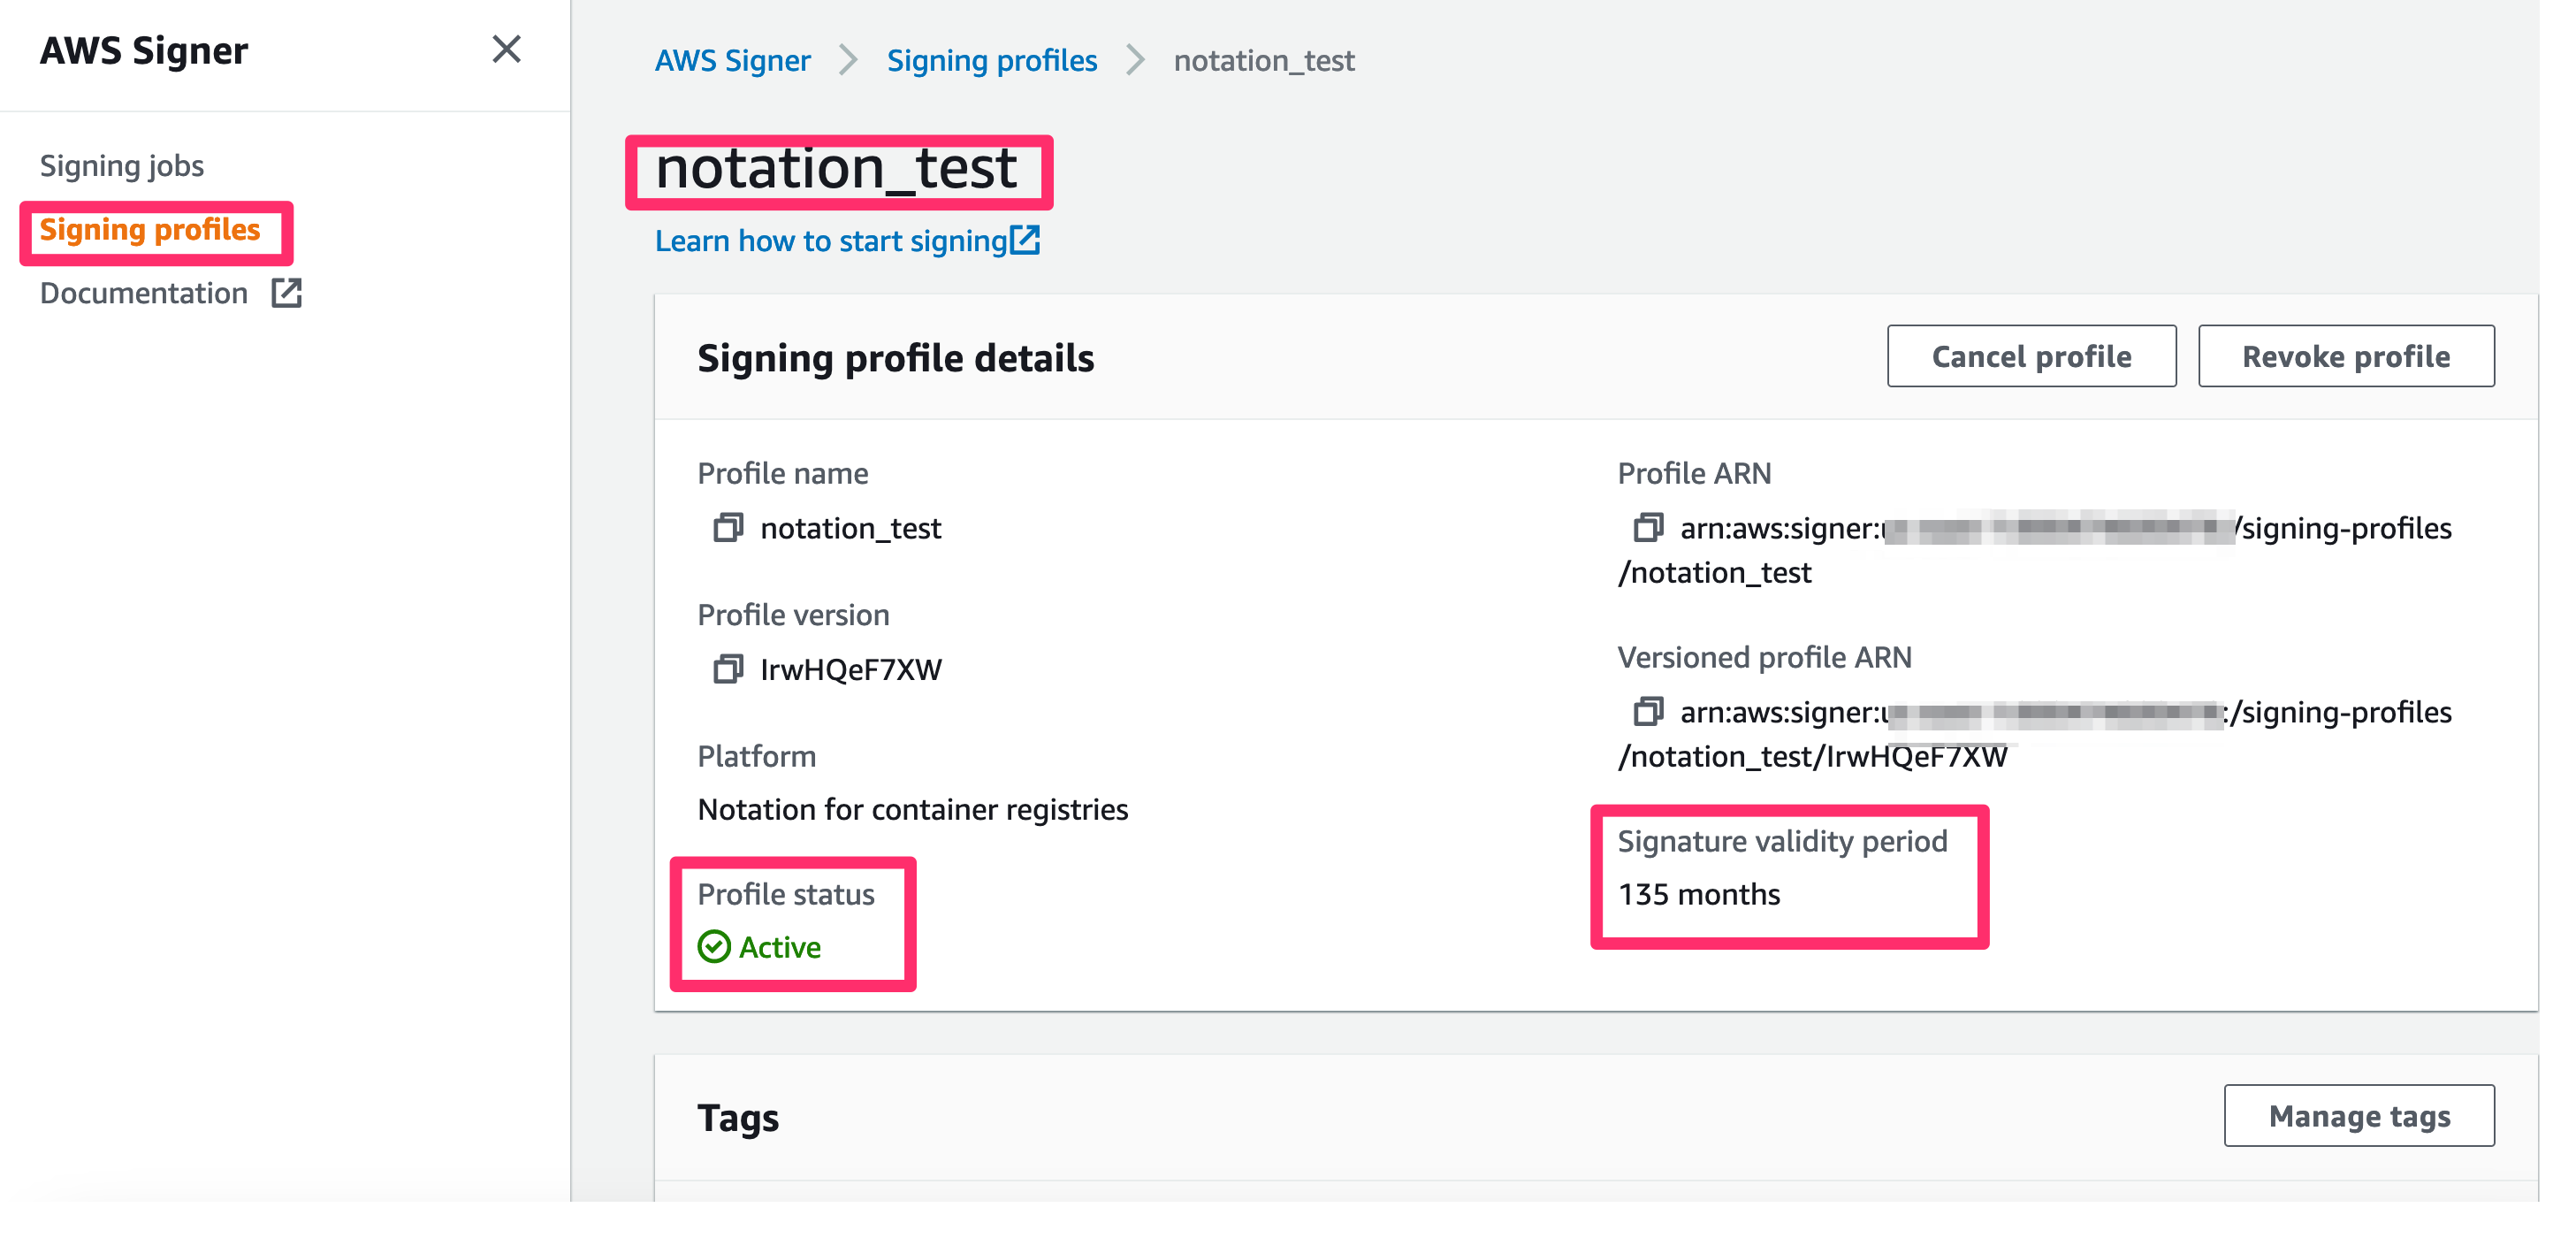 AWS Signer
Signing jobs
Signing profiles
Documentation
AWS Signer
Signing profiles
notation_test
notation_test
Learn how to start signing
Signing profile details
Cancel profile
Revoke profile
Profile name
notation_test
Profile version
IrwHQeF7XW
Platform
Notation for container registries
Profile status
Active
Profile ARN
arn:aws:signer: /signing-profiles
/notation_test
Versioned profile ARN
arn:aws:signer: :/signing-profiles
/notation_test/IrwHQeF7XW
Signature validity period
135 months
Tags
Manage tags